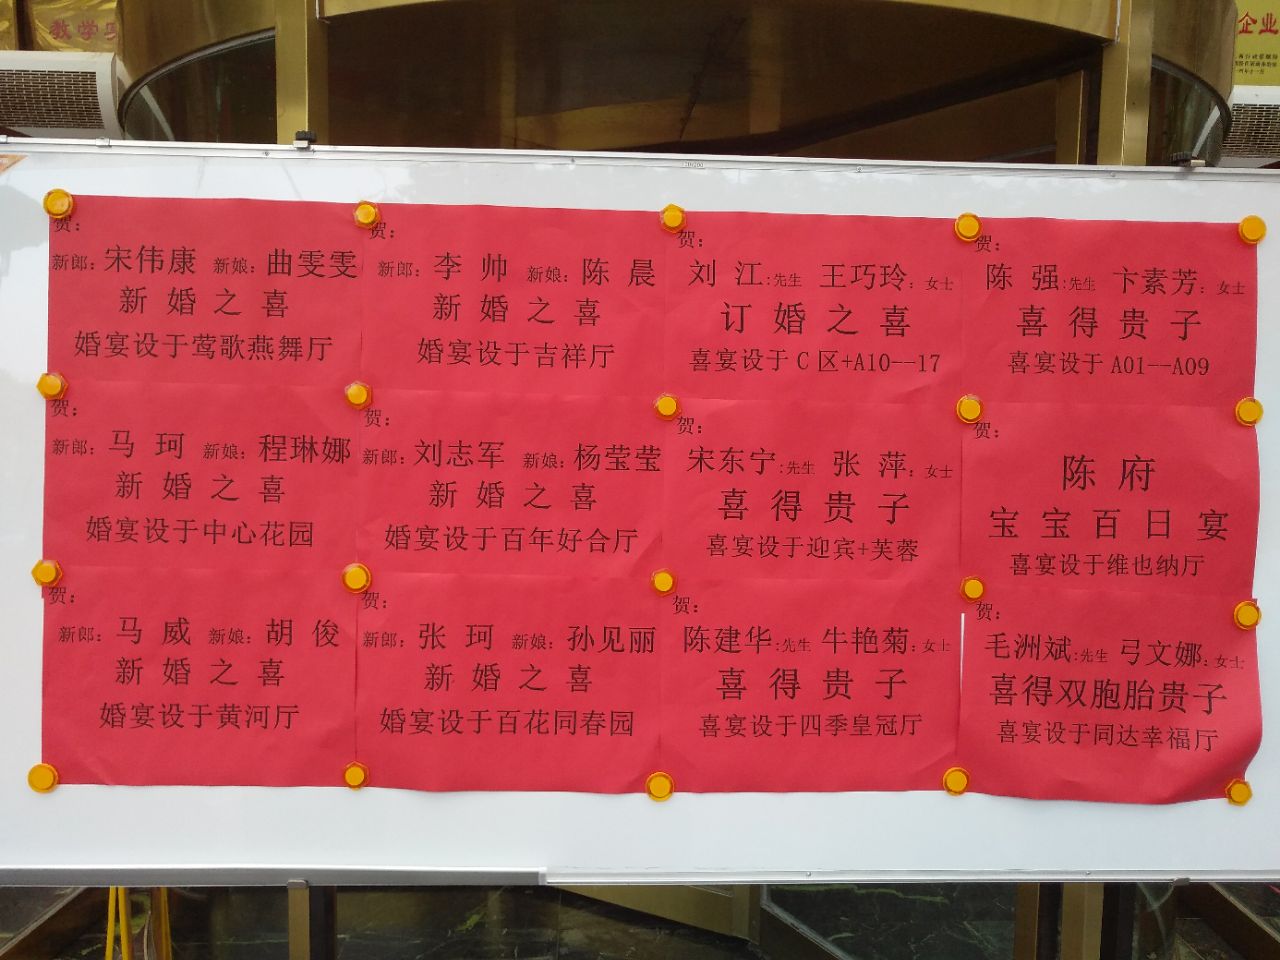 教学实
企业
贺：
新郎：宋伟康 新娘：曲雯雯
新婚之喜
婚宴设于莺歌燕舞厅
贺：
新郎：李帅 新娘：陈晨
新婚之喜
婚宴设于吉祥厅
贺：
刘江：先生 王巧玲：女士
订婚之喜
喜宴设于C区+A10--17
贺：
陈强：先生 卞素芳：女士
喜得贵子
喜宴设于A01--A09
贺：
新郎：马珂 新娘：程琳娜
新婚之喜
婚宴设于中心花园
贺：
新郎：刘志军 新娘：杨莹莹
新婚之喜
婚宴设于百年好合厅
贺：
宋东宁：先生 张萍：女士
喜得贵子
喜宴设于迎宾+芙蓉
贺：
陈府
宝宝百日宴
喜宴设于维也纳厅
贺：
新郎：马威 新娘：胡俊
新婚之喜
婚宴设于黄河厅
贺：
新郎：张珂 新娘：孙见丽
新婚之喜
婚宴设于百花同春园
贺：
陈建华：先生 牛艳菊：女士
喜得贵子
喜宴设于四季皇冠厅
贺：
毛洲斌：先生 弓文娜：女士
喜得双胞胎贵子
喜宴设于同达幸福厅